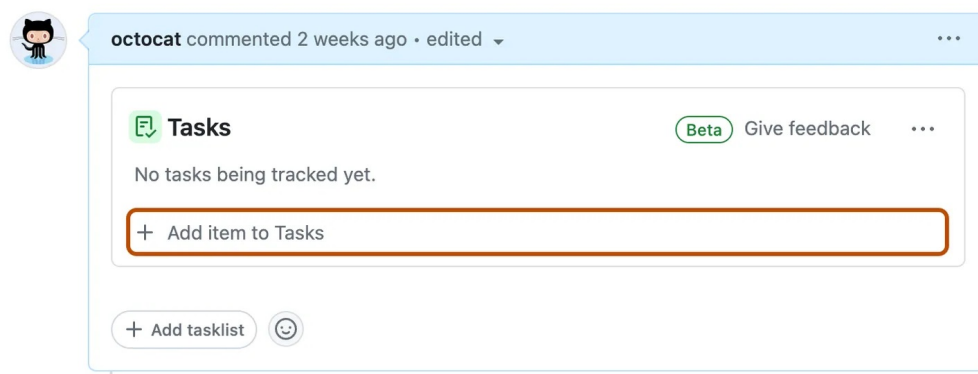 octocat commented 2 weeks ago • edited
Tasks
Beta Give feedback
No tasks being tracked yet.
+ Add item to Tasks
+ Add tasklist